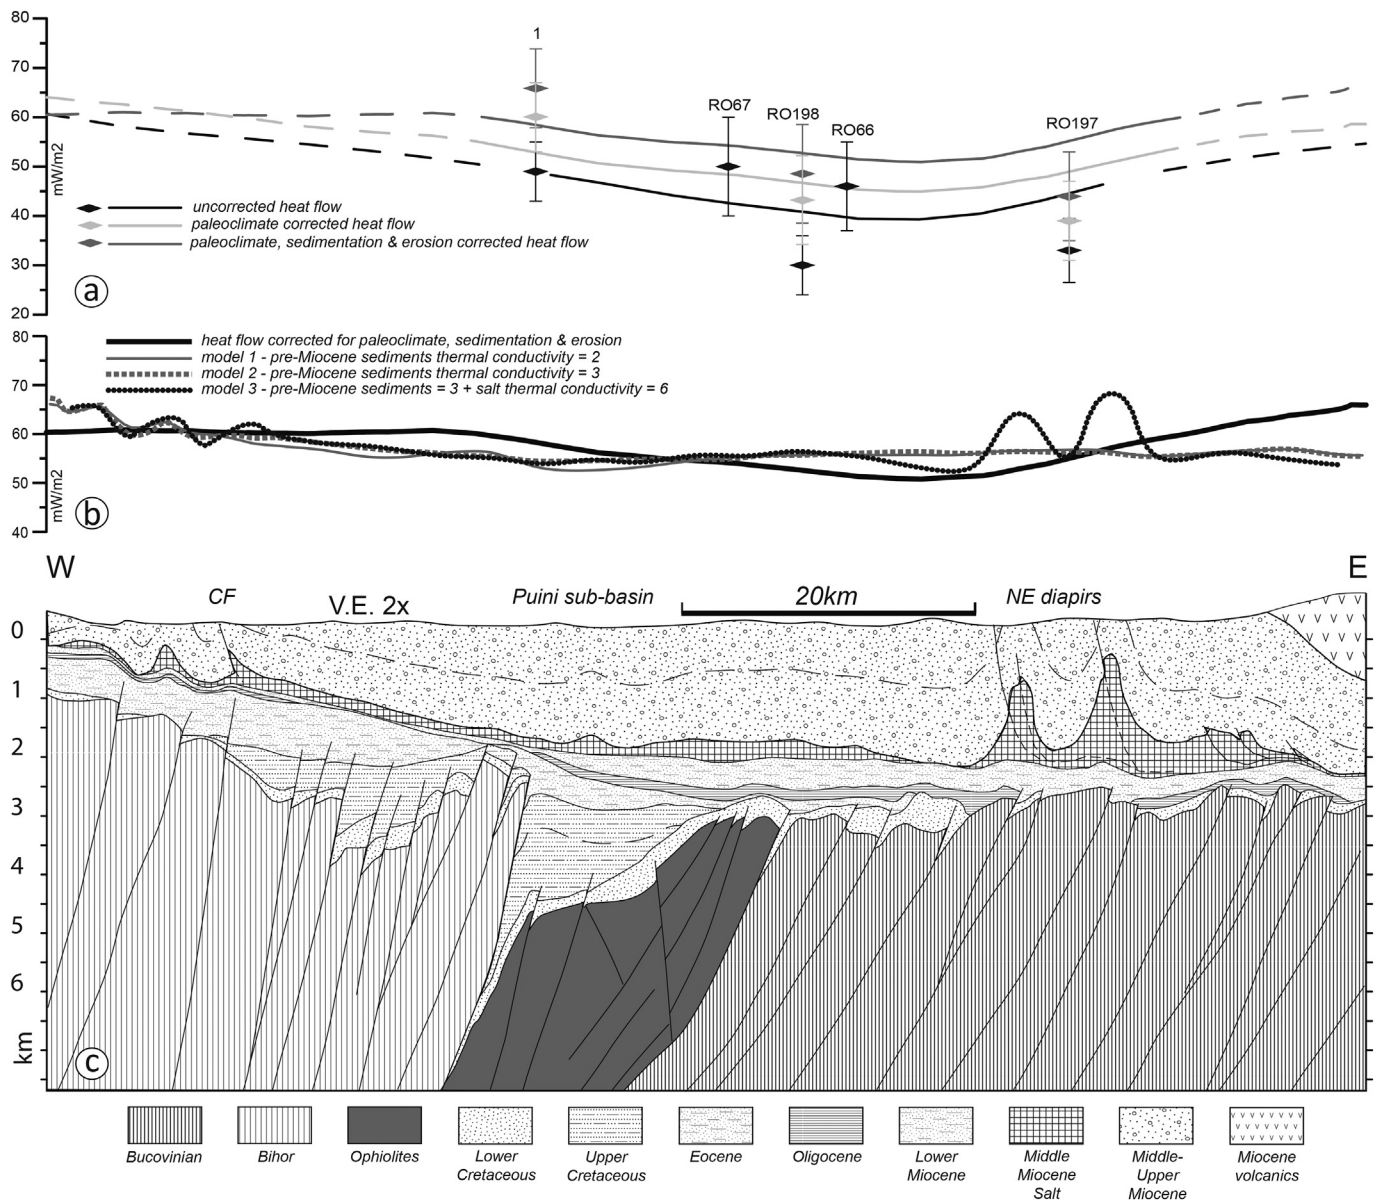 80
70
60
50
40
30
20
mW/m2
1
RO67
RO198
RO66
RO197
uncorrected heat flow
paleoclimate corrected heat flow
paleoclimate, sedimentation & erosion corrected heat flow
a
80
70
60
50
40
mW/m2
heat flow corrected for paleoclimate, sedimentation & erosion
model 1 - pre-Miocene sediments thermal conductivity = 2
model 2 - pre-Miocene sediments thermal conductivity = 3
model 3 - pre-Miocene sediments = 3 + salt thermal conductivity = 6
b
W
E
CF
V.E. 2x
Puini sub-basin
20km
NE diapirs
0
1
2
3
4
5
6
km
c
Bucovinian
Bihor
Ophiolites
Lower
Cretaceous
Upper
Cretaceous
Eocene
Oligocene
Lower
Miocene
Middle
Miocene
Salt
Middle-
Upper
Miocene
Miocene
volcanics